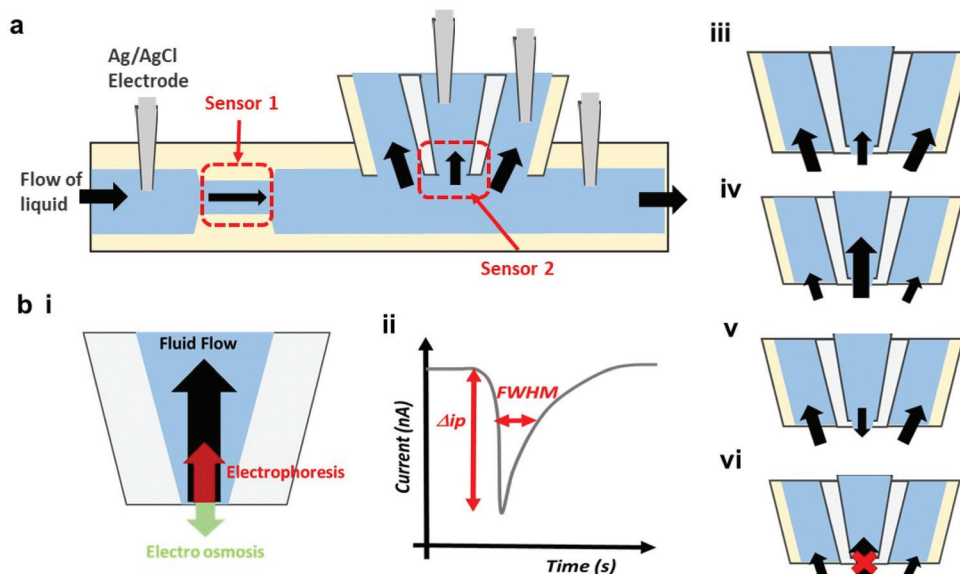 a
Ag/AgCl
Electrode
Sensor 1
Flow of
liquid
Sensor 2
b i
Fluid Flow
Electrophoresis
Electro osmosis
ii
Current (nA)
Δip
FWHM
Time (s)
iii
iv
v
vi